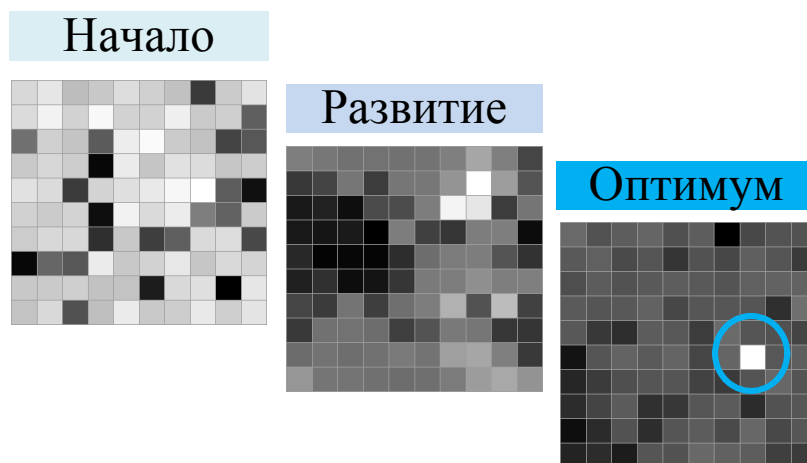 Начало
Развитие
Оптимум